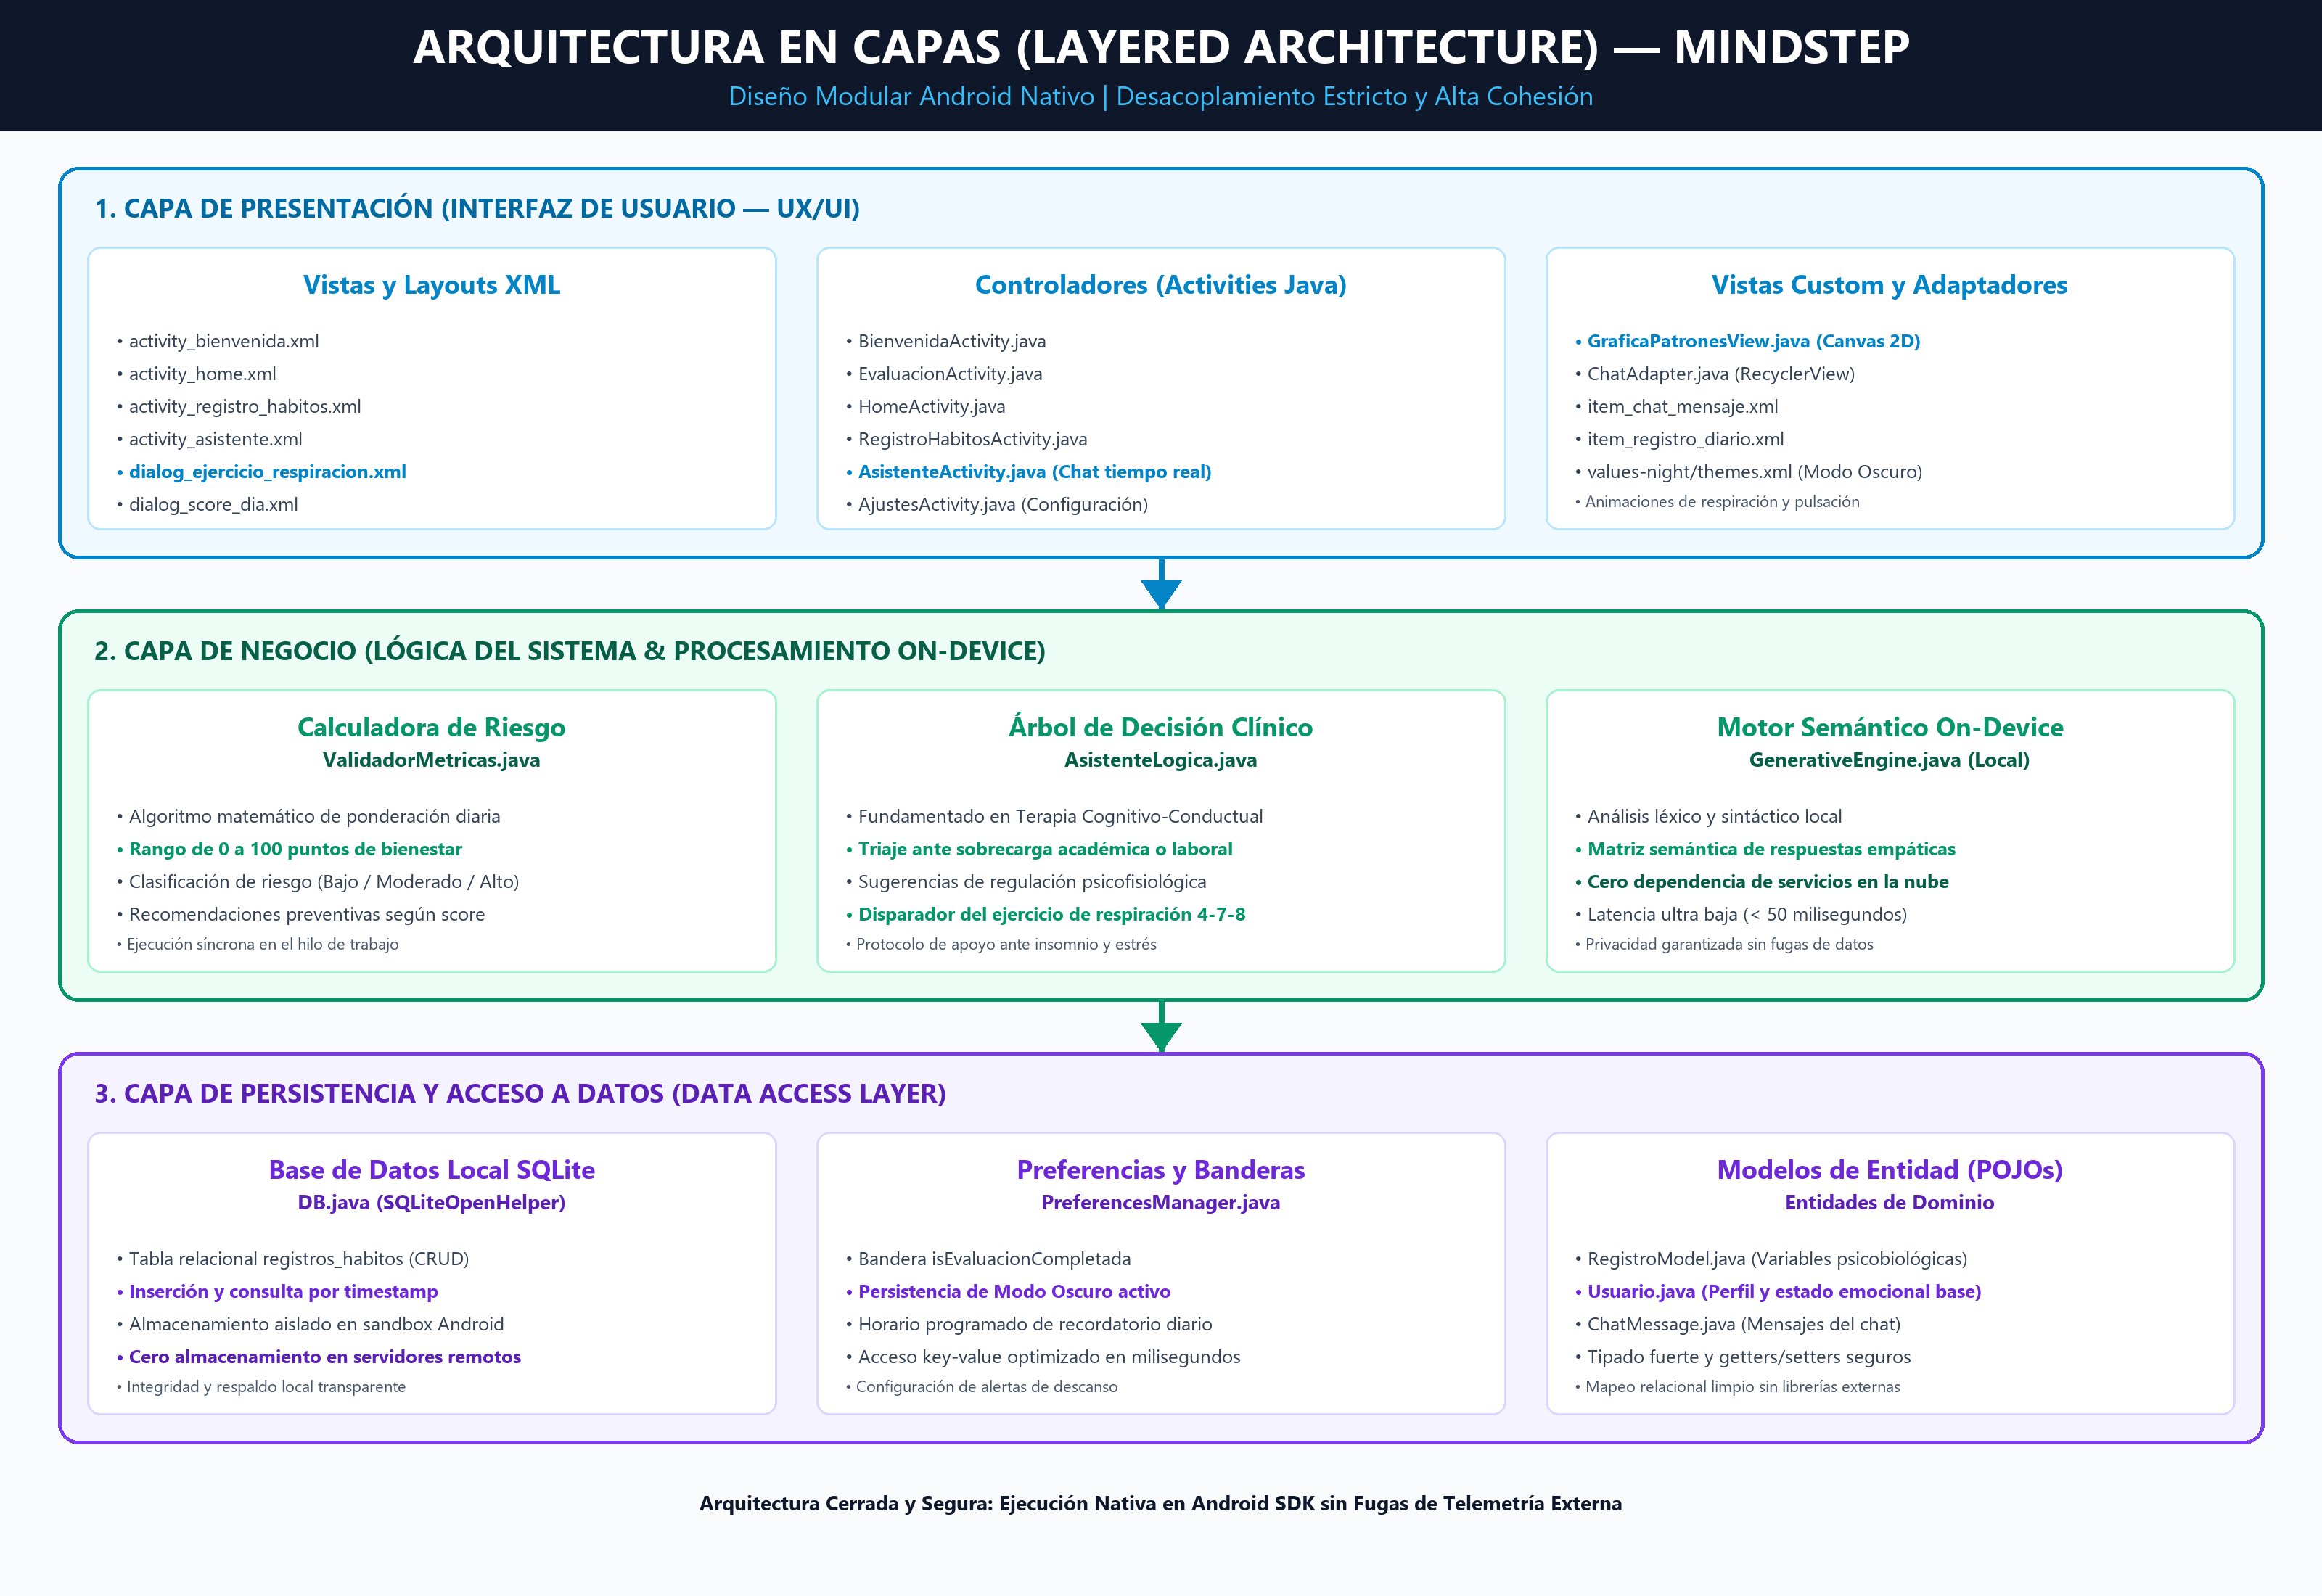 ARQUITECTURA EN CAPAS (LAYERED ARCHITECTURE) — MINDSTEP
Diseño Modular Android Nativo | Desacoplamiento Estricto y Alta Cohesión
1. CAPA DE PRESENTACIÓN (INTERFAZ DE USUARIO — UX/UI)
Vistas y Layouts XML
• activity_bienvenida.xml
• activity_home.xml
• activity_registro_habitos.xml
• activity_asistente.xml
• dialog_ejercicio_respiracion.xml
• dialog_score_dia.xml
Controladores (Activities Java)
• BienvenidaActivity.java
• EvaluacionActivity.java
• HomeActivity.java
• RegistroHabitosActivity.java
• AsistenteActivity.java (Chat tiempo real)
• AjustesActivity.java (Configuración)
Vistas Custom y Adaptadores
• GraficaPatronesView.java (Canvas 2D)
• ChatAdapter.java (RecyclerView)
• item_chat_mensaje.xml
• item_registro_diario.xml
• values-night/themes.xml (Modo Oscuro)
• Animaciones de respiración y pulsación
2. CAPA DE NEGOCIO (LÓGICA DEL SISTEMA & PROCESAMIENTO ON-DEVICE)
Calculadora de Riesgo
ValidadorMetricas.java
• Algoritmo matemático de ponderación diaria
• Rango de 0 a 100 puntos de bienestar
• Clasificación de riesgo (Bajo / Moderado / Alto)
• Recomendaciones preventivas según score
• Ejecución síncrona en el hilo de trabajo
Árbol de Decisión Clínico
AsistenteLogica.java
• Fundamentado en Terapia Cognitivo-Conductual
• Triaje ante sobrecarga académica o laboral
• Sugerencias de regulación psicofisiológica
• Disparador del ejercicio de respiración 4-7-8
• Protocolo de apoyo ante insomnio y estrés
Motor Semántico On-Device
GenerativeEngine.java (Local)
• Análisis léxico y sintáctico local
• Matriz semántica de respuestas empáticas
• Cero dependencia de servicios en la nube
• Latencia ultra baja (< 50 milisegundos)
• Privacidad garantizada sin fugas de datos
3. CAPA DE PERSISTENCIA Y ACCESO A DATOS (DATA ACCESS LAYER)
Base de Datos Local SQLite
DB.java (SQLiteOpenHelper)
• Tabla relacional registros_habitos (CRUD)
• Inserción y consulta por timestamp
• Almacenamiento aislado en sandbox Android
• Cero almacenamiento en servidores remotos
• Integridad y respaldo local transparente
Preferencias y Banderas
PreferencesManager.java
• Bandera isEvaluacionCompletada
• Persistencia de Modo Oscuro activo
• Horario programado de recordatorio diario
• Acceso key-value optimizado en milisegundos
• Configuración de alertas de descanso
Modelos de Entidad (POJOs)
Entidades de Dominio
• RegistroModel.java (Variables psicobiológicas)
• Usuario.java (Perfil y estado emocional base)
• ChatMessage.java (Mensajes del chat)
• Tipado fuerte y getters/setters seguros
• Mapeo relacional limpio sin librerías externas
Arquitectura Cerrada y Segura: Ejecución Nativa en Android SDK sin Fugas de Telemetría Externa